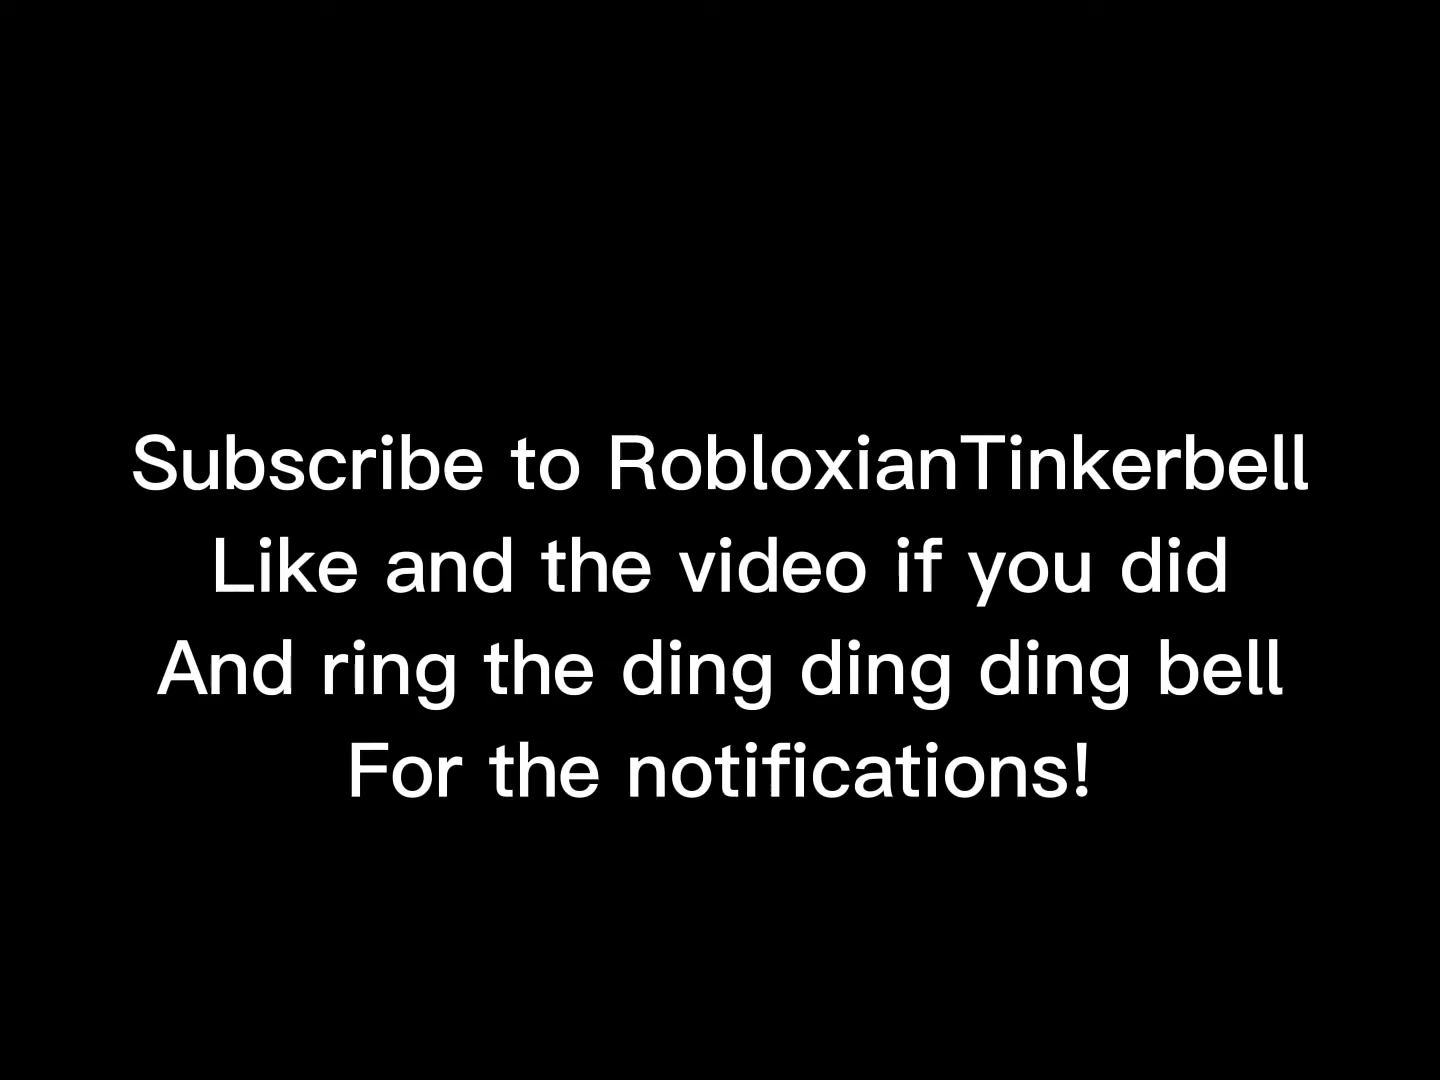 Subscribe to RobloxianTinkerbell
Like and the video if you did
And ring the ding ding ding bell
For the notifications!